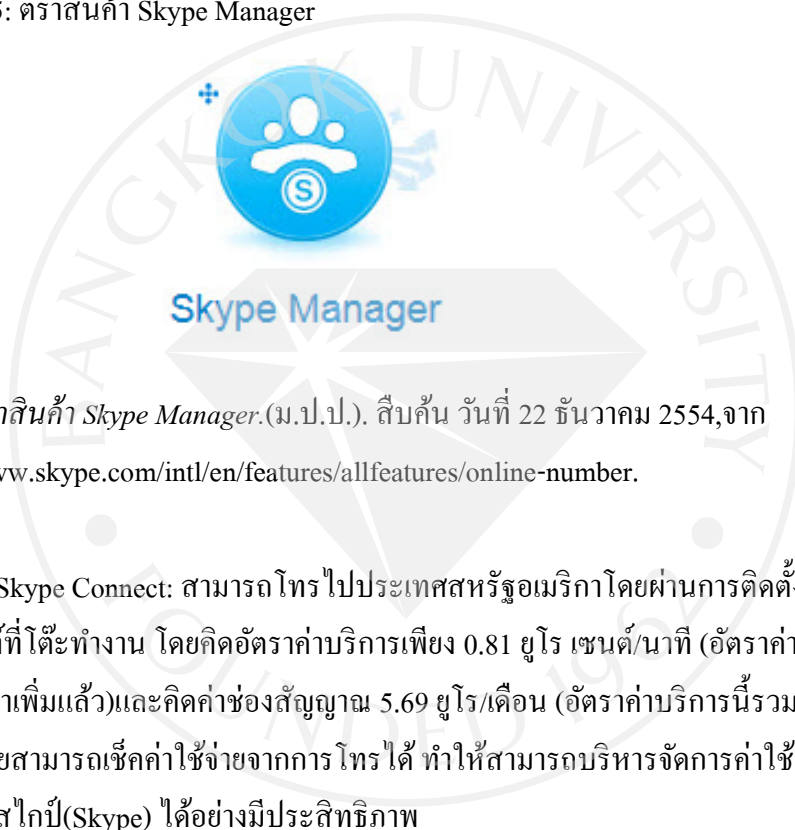 5: ตราสินค้า Skype Manager
BANGKOK UNIVERSITY
S
Skype Manager
าสินค้า Skype Manager.(ม.ป.ป.). สืบค้น วันที่ 22 ธันวาคม 2554,จาก
ww.skype.com/intl/en/features/allfeatures/online-number.
Skype Connect: สามารถโทรไปประเทศสหรัฐอเมริกาโดยผ่านการติดตั้ง
ที่โต๊ะทำงาน โดยคิดอัตราค่าบริการเพียง 0.81 ยูโร เซนต์/นาที (อัตราค่า
าเพิ่มแล้ว)และคิดค่าช่องสัญญาณ 5.69 ยูโร/เดือน (อัตราค่าบริการนี้รวม
ยสามารถเช็คค่าใช้จ่ายจากการโทรได้ ทำให้สามารถบริหารจัดการค่าใช้
สไกป์(Skype) ได้อย่างมีประสิทธิภาพ
FOUNDED 1962